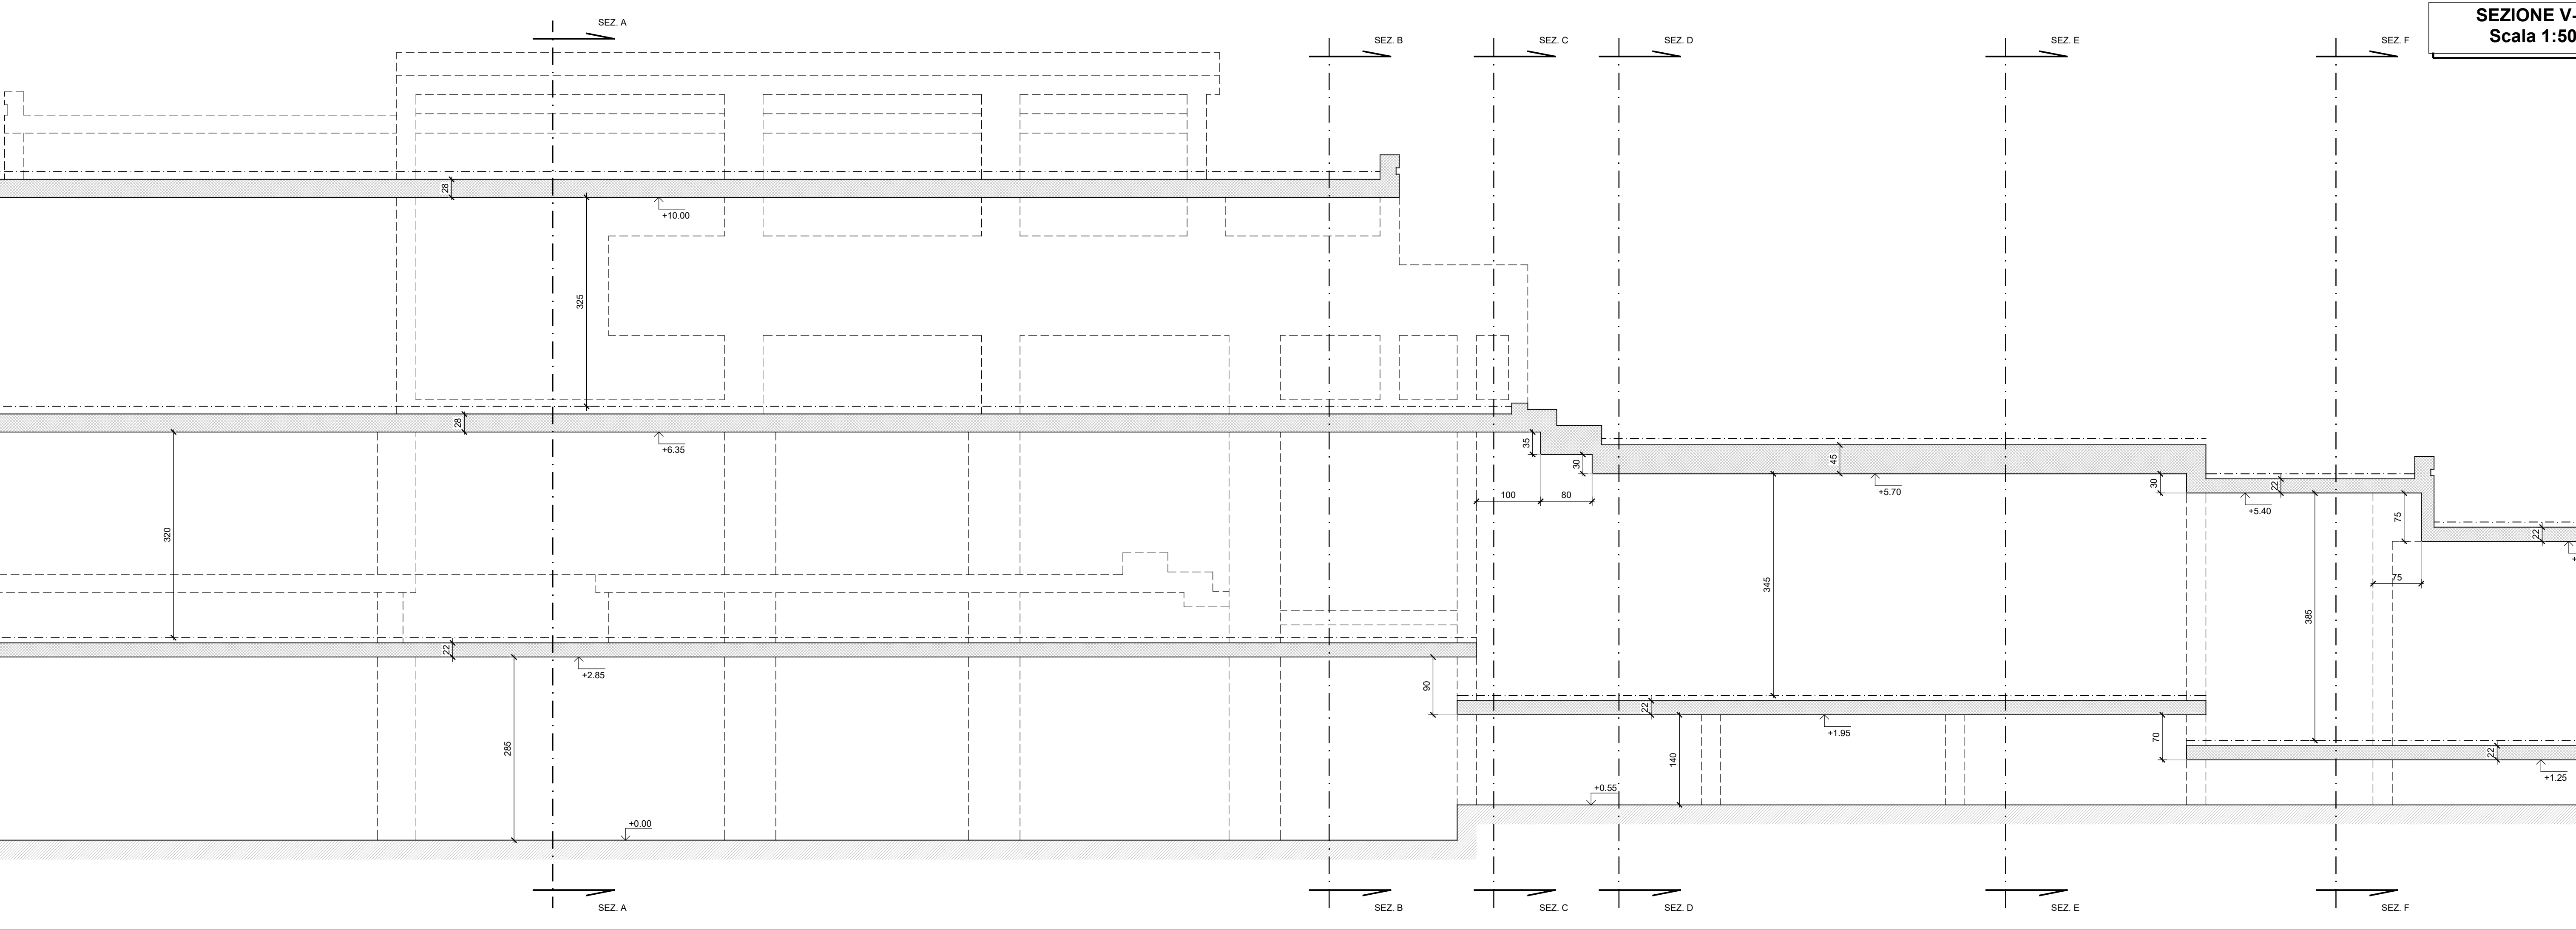 SEZ. A
SEZ. B
SEZ. C
SEZ. D
SEZ. E
SEZ. F
SEZIONE V-
Scala 1:50
28
+10.00
325
28
+6.35
35
30
100
80
45
+5.70
30
22
+5.40
75
22
75
320
345
385
22
+2.85
90
22
+1.95
70
22
+1.25
285
140
+0.55
+0.00
SEZ. A
SEZ. B
SEZ. C
SEZ. D
SEZ. E
SEZ. F